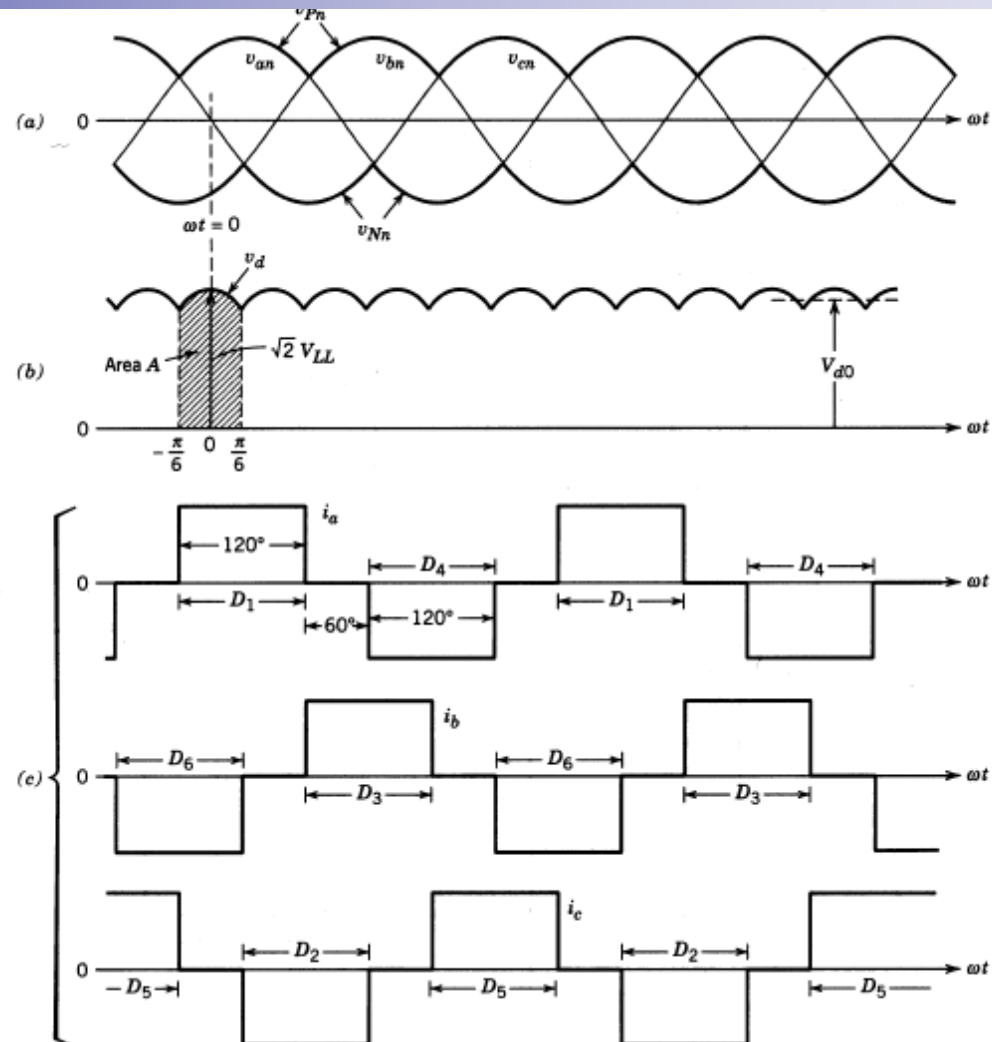 v_Pn
v_an v_bn v_cn
(a) 0 ωt
v_Nn
ωt = 0
v_d
Area A √2 V_LL
(b) V_d0
0 ωt
−π/6 0 π/6
i_a
120° D_4 D_4
0 ωt
D_1 60° 120° D_1
i_b
D_6 D_6
(c) 0 ωt
D_3 D_3
i_c
D_2 D_2
0 ωt
− D_5 D_5 D_5